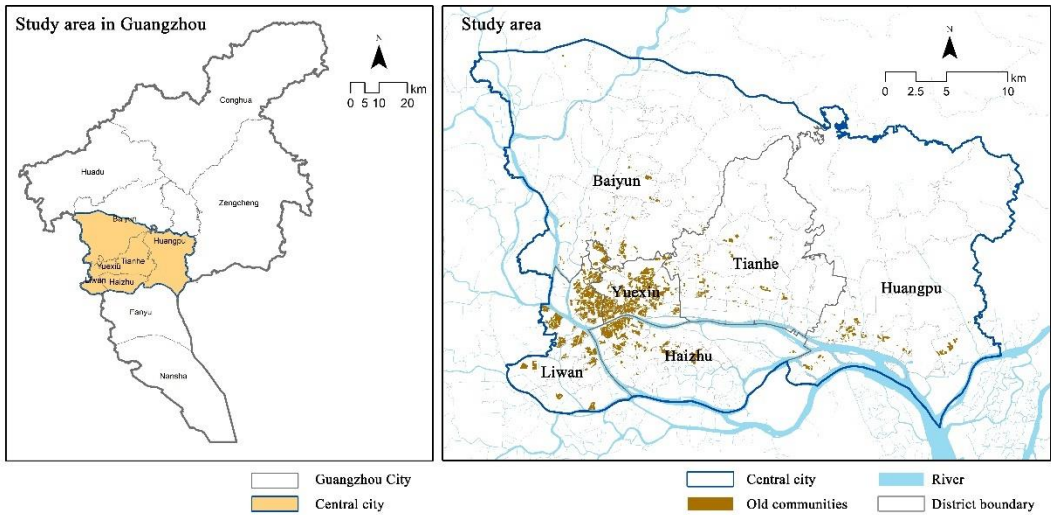 Study area in Guangzhou
N
0 5 10 20 km
Conghua
Huadu
Zengcheng
Baiyun
Huangpu
Tianhe
Yuexiu
Liwan Haizhu
Panyu
Nansha
Study area
N
km
0 2.5 5 10
Baiyun
Tianhe
Yuexiu
Huangpu
Haizhu
Liwan
Guangzhou City
Central city
Central city
River
Old communities
District boundary